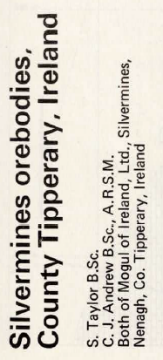 Silvermines orebodies,
County Tipperary, Ireland
S. Taylor B.Sc.
C. J. Andrew B.Sc., A.R.S.M.
Both of Mogul of Ireland, Ltd., Silvermines,
Nenagh, Co. Tipperary, Ireland